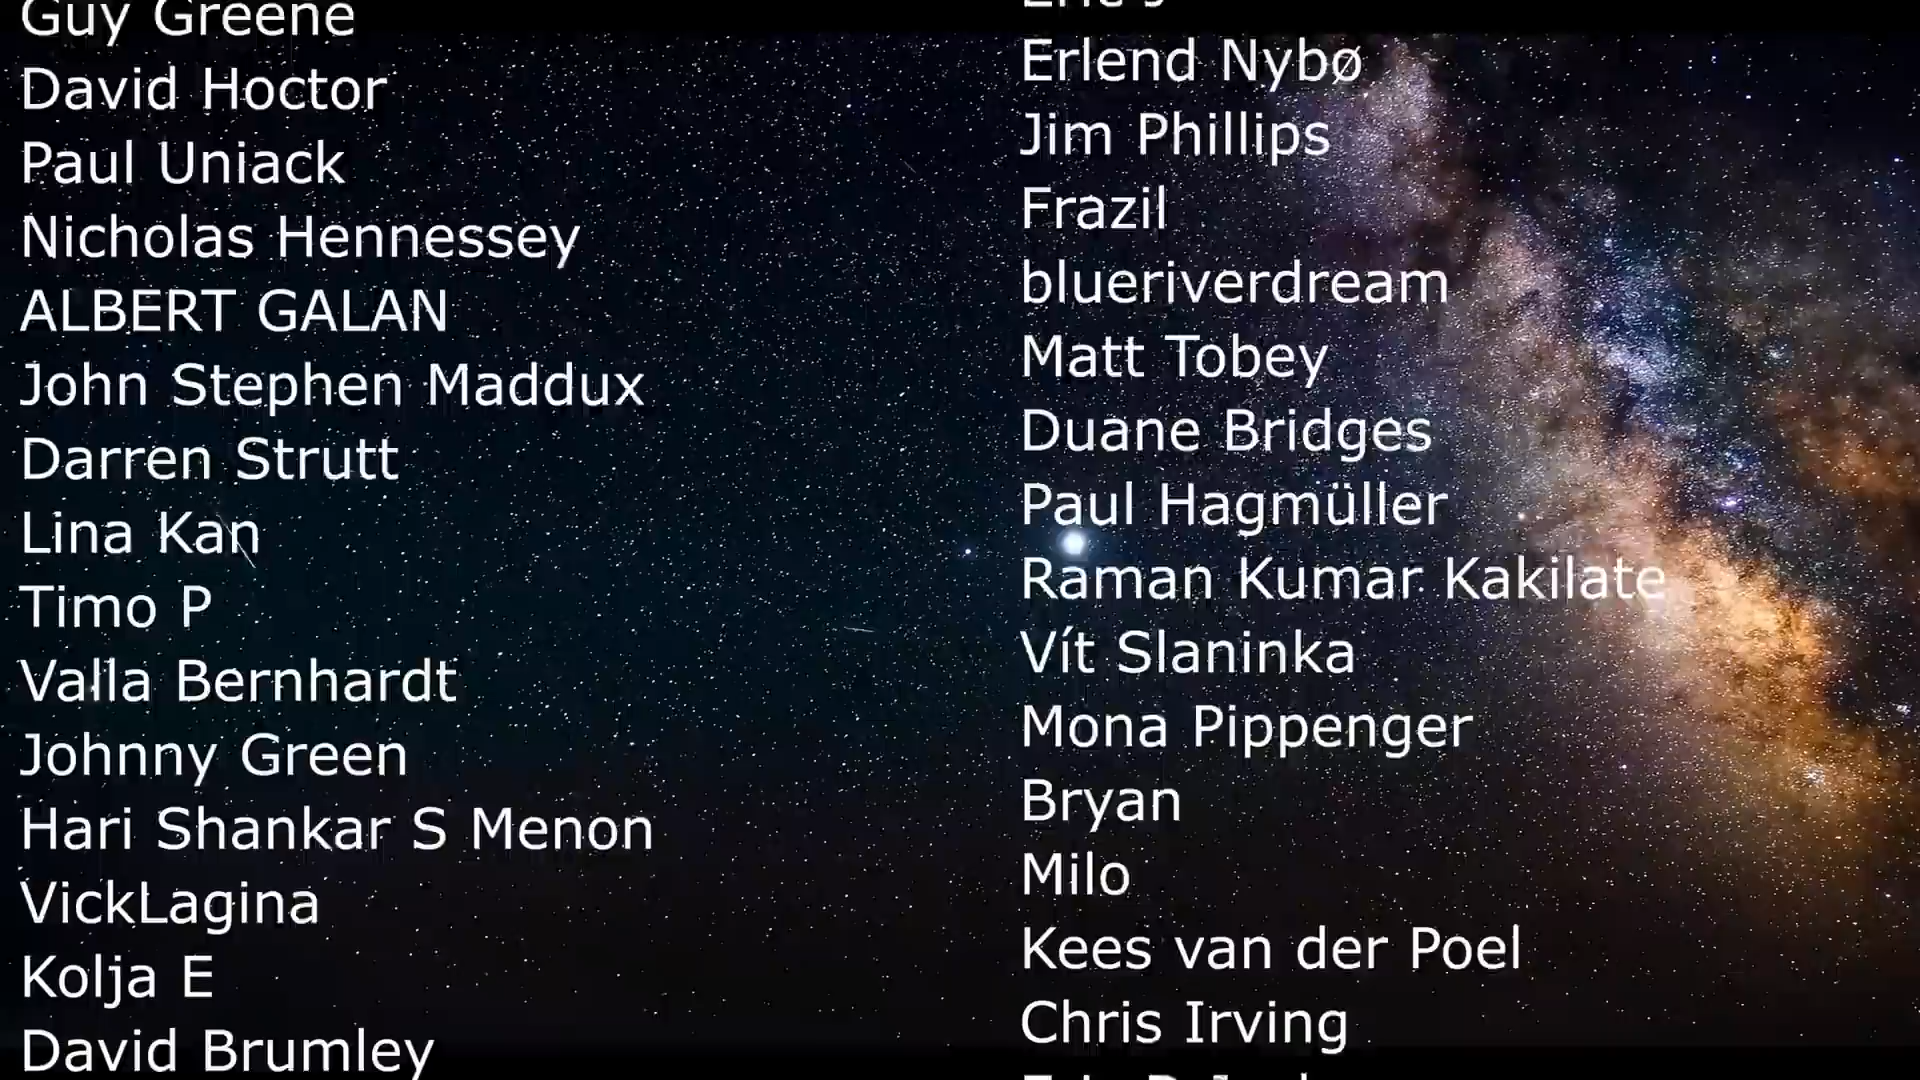 Guy Greene
David Hoctor
Paul Uniack
Nicholas Hennessey
ALBERT GALAN
John Stephen Maddux
Darren Strutt
Lina Kan
Timo P
Valla Bernhardt
Johnny Green
Hari Shankar S Menon
VickLagina
Kolja E
David Brumley
Erlend Nybø
Jim Phillips
Frazil
blueriverdream
Matt Tobey
Duane Bridges
Paul Hagmüller
Raman Kumar Kakilate
Vít Slaninka
Mona Pippenger
Bryan
Milo
Kees van der Poel
Chris Irving